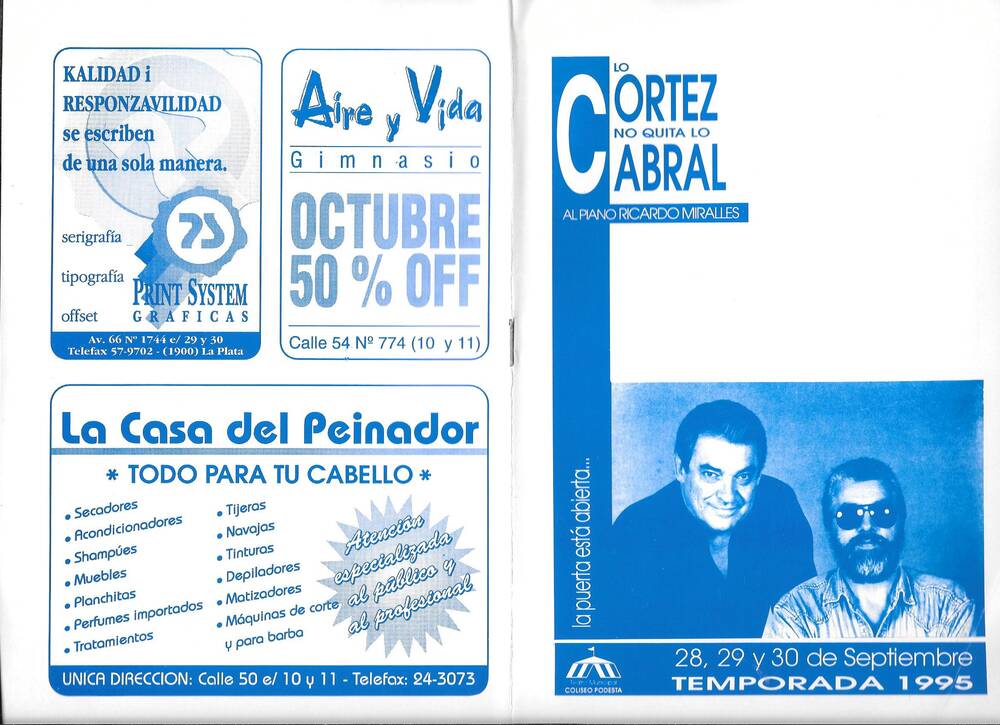 KALIDAD i
RESPONZAVILIDAD
se escriben
de una sola manera.
serigrafía
tipografía
offset
PS
PRINT SYSTEM
GRAFICAS
Av. 66 Nº 1744 e/ 29 y 30
Telefax 57-9702 - (1900) La Plata
Aire y Vida
Gimnasio
OCTUBRE
50 % OFF
Calle 54 Nº 774 (10 y 11)
La Casa del Peinador
* TODO PARA TU CABELLO *
• Secadores
• Acondicionadores
• Shampúes
• Muebles
• Planchitas
• Perfumes importados
• Tratamientos
• Tijeras
• Navajas
• Tinturas
• Depiladores
• Matizadores
• Máquinas de corte
y para barba
Atención
especializada
al público y
al profesional
UNICA DIRECCION: Calle 50 e/ 10 y 11 - Telefax: 24-3073
LO
CORTEZ
NO QUITA LO
CABRAL
AL PIANO RICARDO MIRALLES
la puerta está abierta...
Teatro Municipal
COLISEO PODESTA
28, 29 y 30 de Septiembre
TEMPORADA 1995